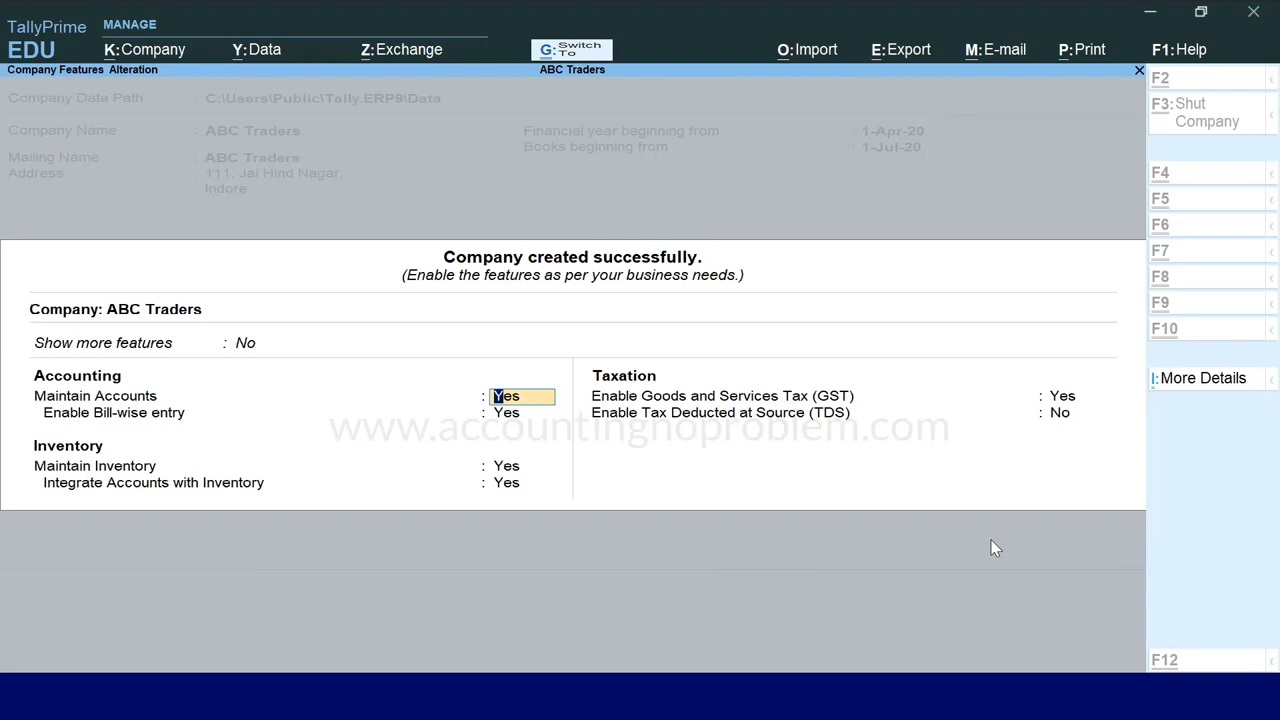 TallyPrime
EDU
MANAGE
K:Company
Y:Data
Z:Exchange
G: Switch To
O:Import
E:Export
M:E-mail
P:Print
F1:Help
Company Features Alteration
ABC Traders
Company Data Path : C:\Users\Public\Tally.ERP9\Data
Company Name : ABC Traders
Financial year beginning from : 1-Apr-20
Books beginning from : 1-Jul-20
Mailing Name : ABC Traders
Address : 111, Jai Hind Nagar,
Indore
Company created successfully.
(Enable the features as per your business needs.)
Company: ABC Traders
Show more features : No
Accounting
Maintain Accounts : Yes
Enable Bill-wise entry : Yes
Inventory
Maintain Inventory : Yes
Integrate Accounts with Inventory : Yes
Taxation
Enable Goods and Services Tax (GST) : Yes
Enable Tax Deducted at Source (TDS) : No
www.accountingnoproblem.com
F2
F3: Shut
Company
F4
F5
F6
F7
F8
F9
F10
I: More Details
F12